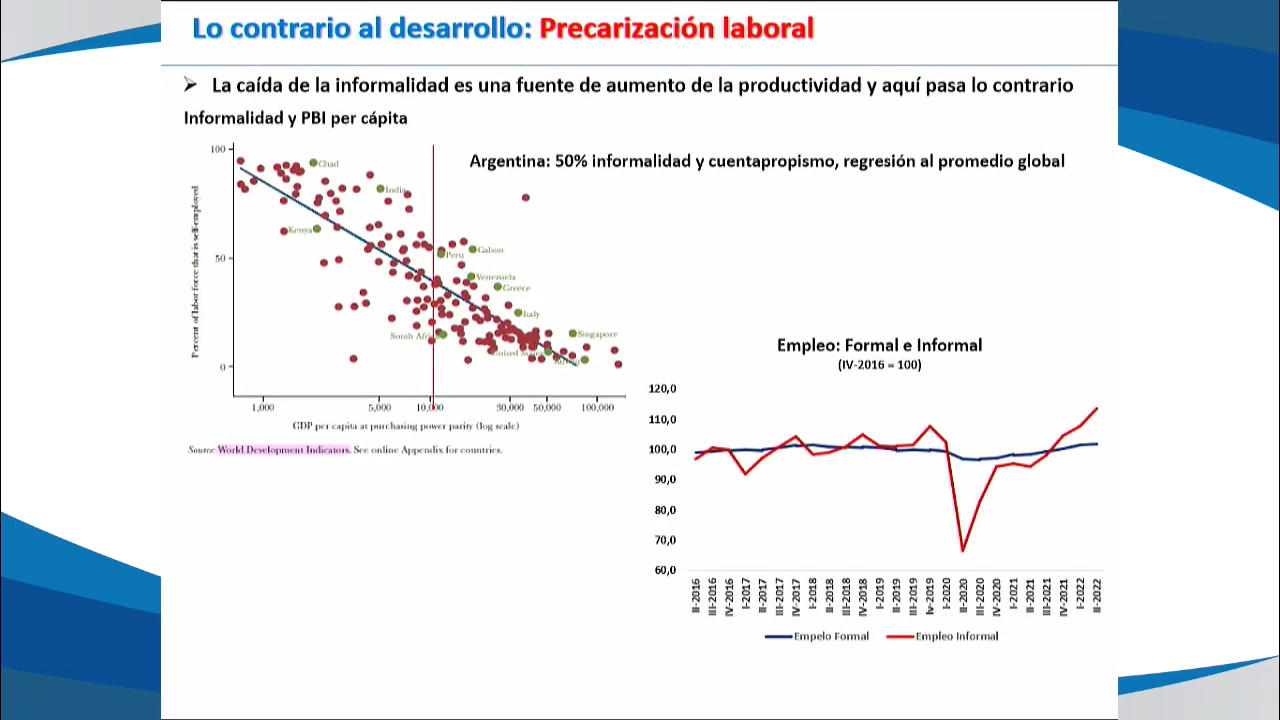 Lo contrario al desarrollo: Precarización laboral
➢ La caída de la informalidad es una fuente de aumento de la productividad y aquí pasa lo contrario
Informalidad y PBI per cápita
Argentina: 50% informalidad y cuentapropismo, regresión al promedio global
Percent of labor force that is self-employed
100
50
0
Chad
India
Kenya
Peru
Gabon
Venezuela
Greece
Italy
South Afri
Singapore
United States
1,000
5,000
10,000
30,000
50,000
100,000
GDP per capita at purchasing power parity (log scale)
Source: World Development Indicators. See online Appendix for countries.
Empleo: Formal e Informal
(IV-2016 = 100)
120,0
110,0
100,0
90,0
80,0
70,0
60,0
II-2016
III-2016
IV-2016
I-2017
II-2017
III-2017
IV-2017
I-2018
II-2018
III-2018
III-2018
I-2019
II-2019
III-2019
Iv-2019
I-2020
II-2020
III-2020
IV-2020
I-2021
II-2021
III-2021
IV-2021
I-2022
II-2022
Empelo Formal
Empleo Informal